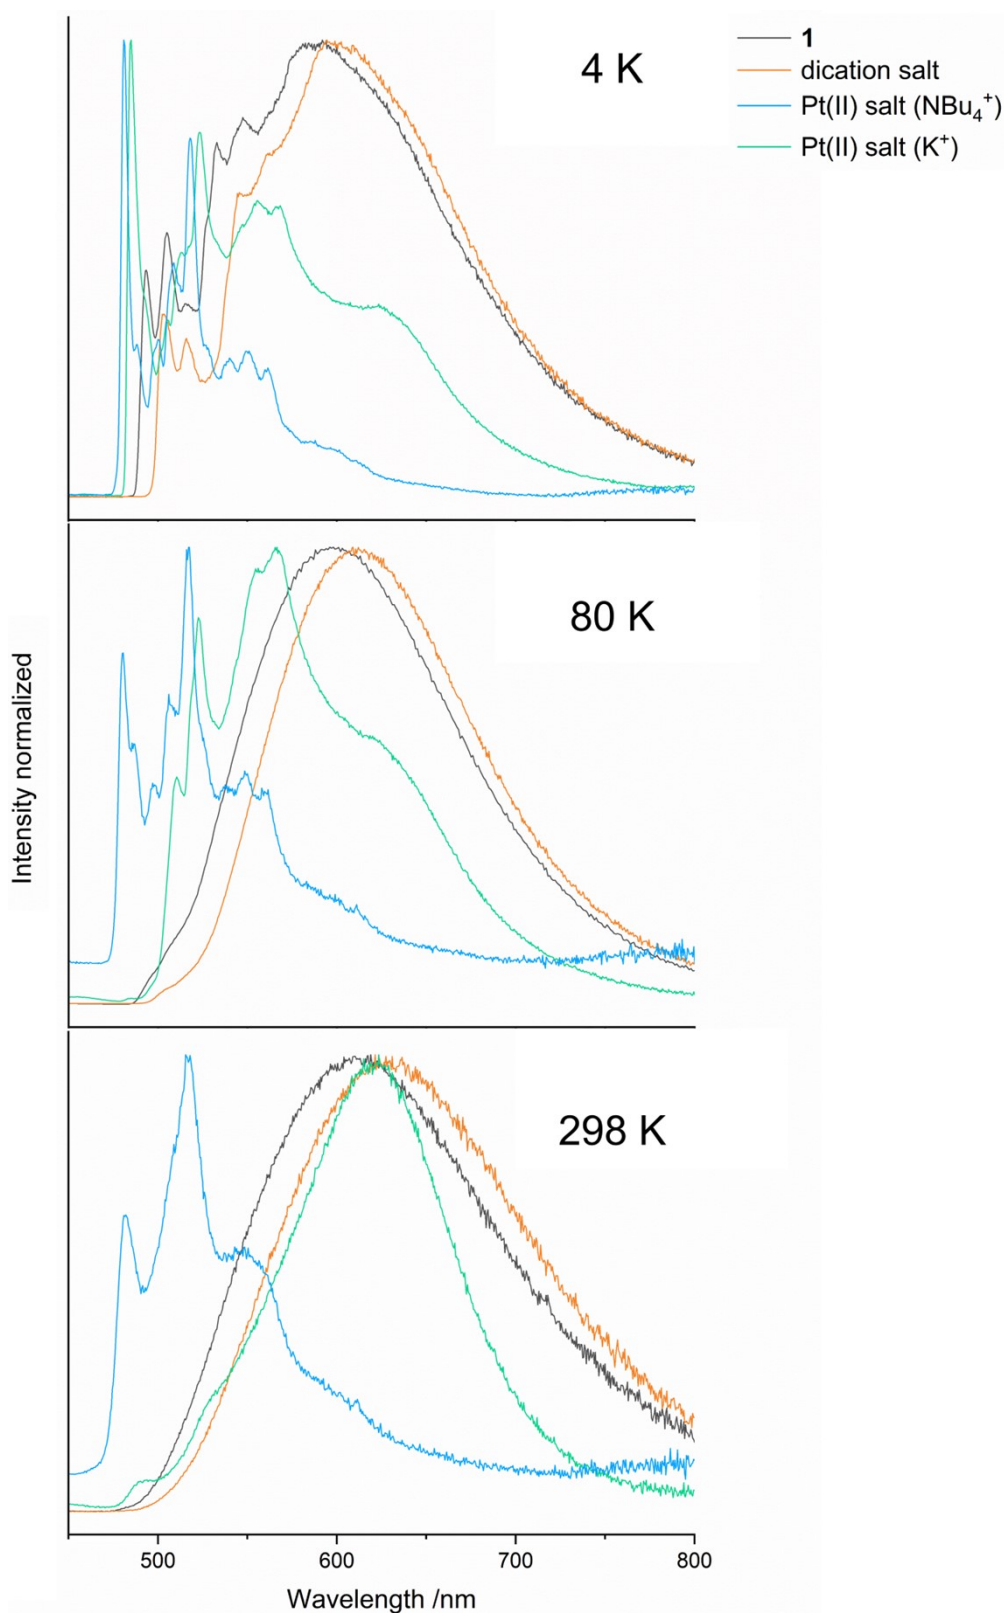 4 K
1
dication salt
Pt(II) salt (NBu₄⁺)
Pt(II) salt (K⁺)
80 K
Intensity normalized
298 K
500 600 700 800
Wavelength /nm